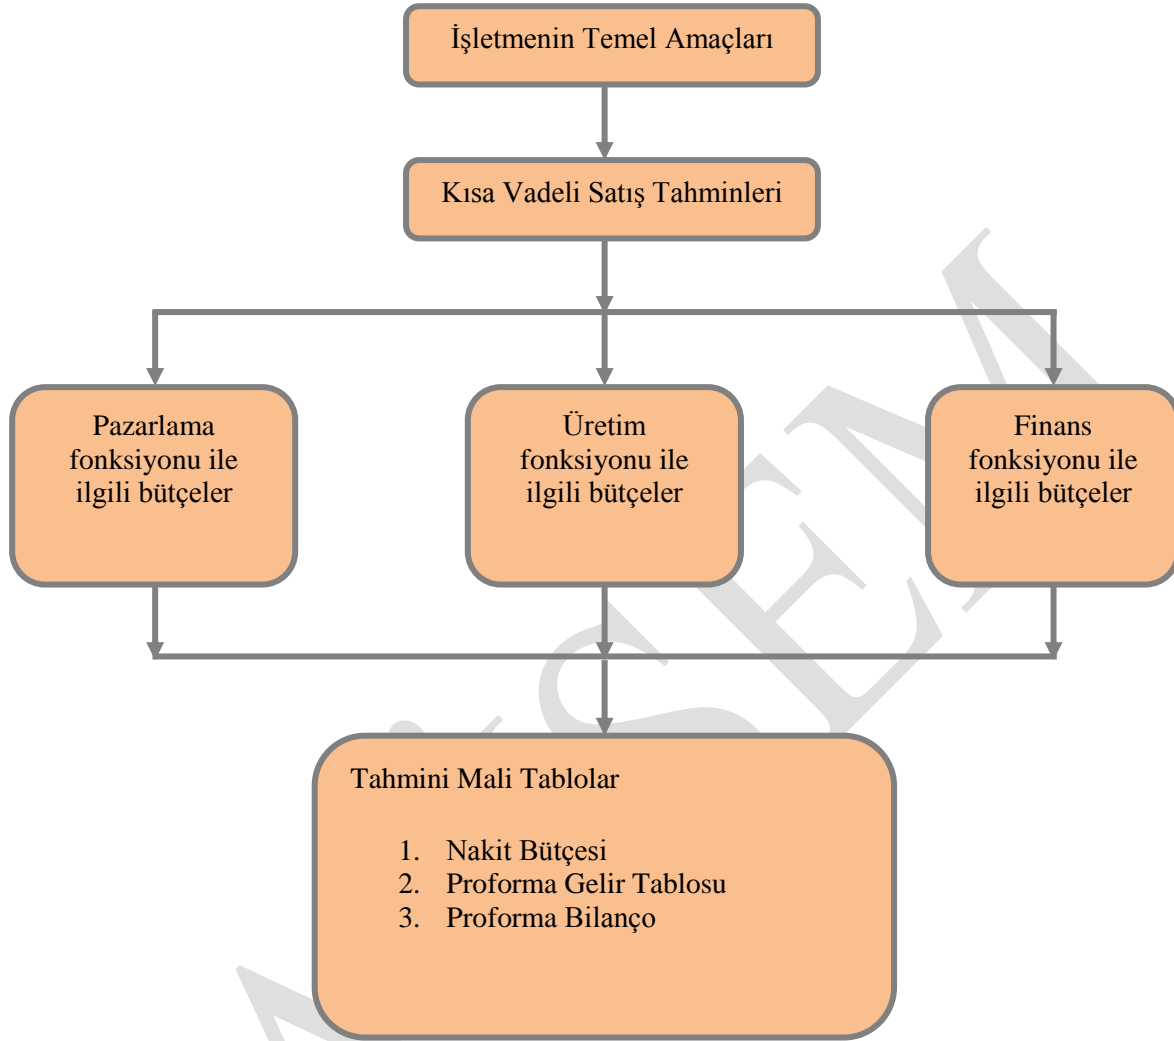 İşletmenin Temel Amaçları
Kısa Vadeli Satış Tahminleri
Pazarlama
fonksiyonu ile
ilgili bütçeler
Üretim
fonksiyonu ile
ilgili bütçeler
Finans
fonksiyonu ile
ilgili bütçeler
Tahmini Mali Tablolar
1. Nakit Bütçesi
2. Proforma Gelir Tablosu
3. Proforma Bilanço